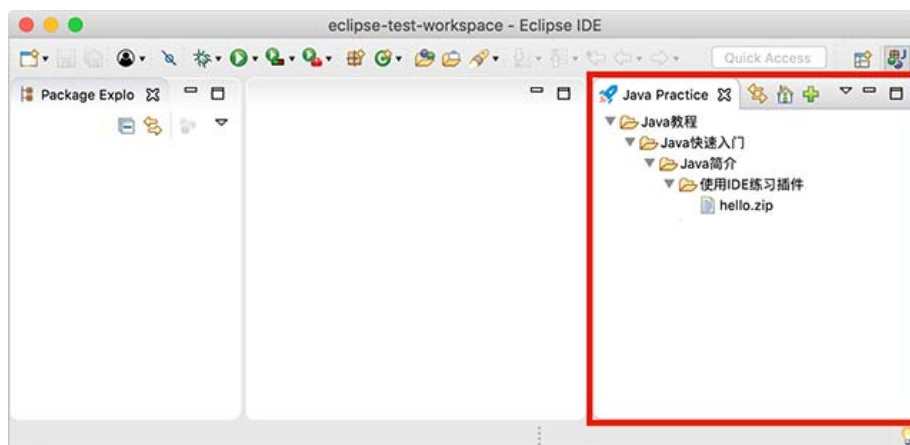 eclipse-test-workspace - Eclipse IDE
Quick Access
Package Explo
Java Practice
Java教程
Java快速入门
Java简介
使用IDE练习插件
hello.zip